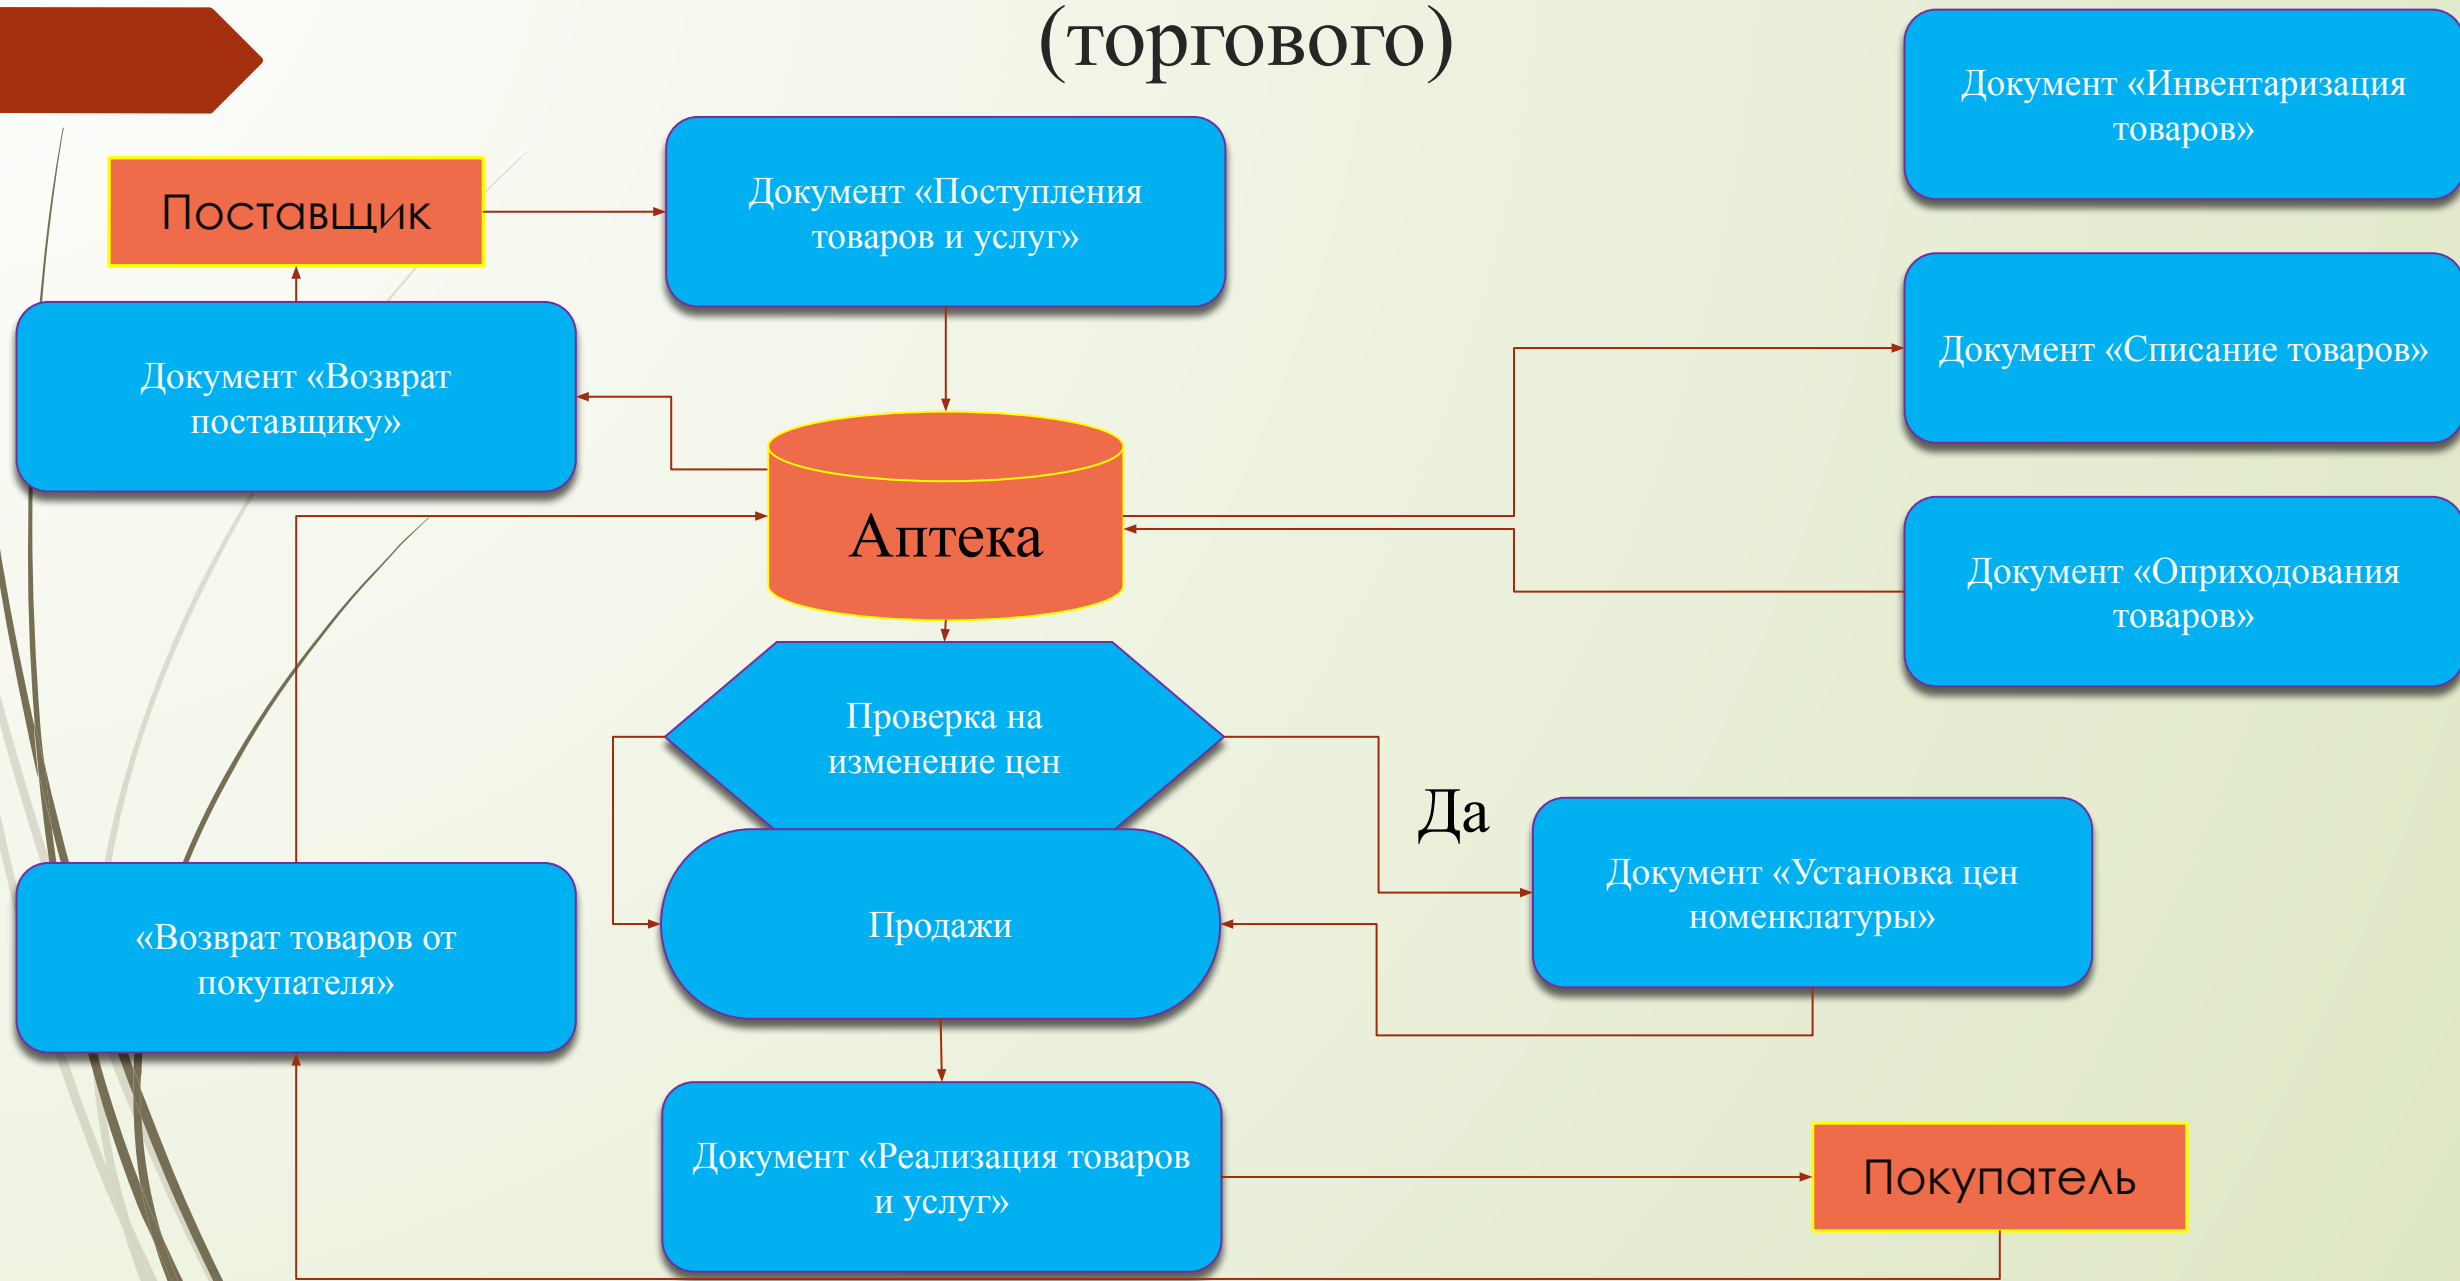 (торгового)
Документ «Инвентаризация
товаров»
Поставщик
Документ «Поступления
товаров и услуг»
Документ «Возврат
поставщику»
Документ «Списание товаров»
Аптека
Документ «Оприходования
товаров»
Проверка на
изменение цен
Да
Документ «Установка цен
номенклатуры»
Продажи
«Возврат товаров от
покупателя»
Документ «Реализация товаров
и услуг»
Покупатель